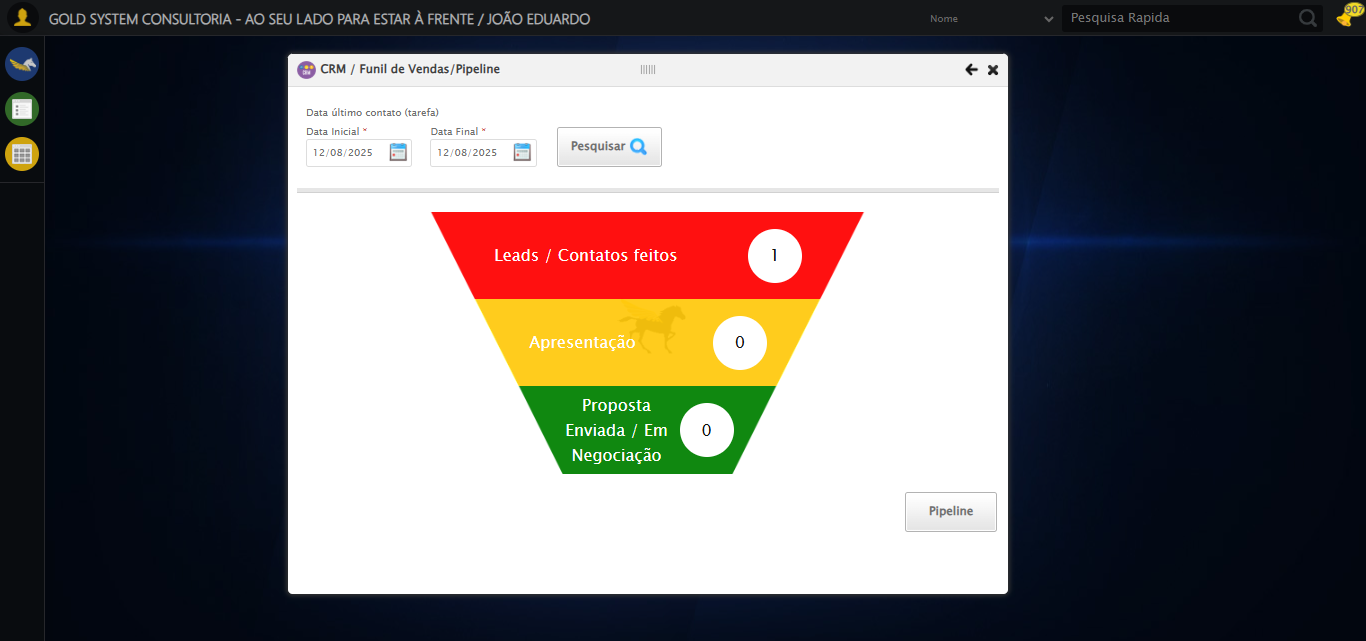 GOLD SYSTEM CONSULTORIA - AO SEU LADO PARA ESTAR À FRENTE / JOÃO EDUARDO
Nome
Pesquisa Rapida
907
CRM / Funil de Vendas/Pipeline
Data último contato (tarefa)
Data Inicial *
Data Final *
12/08/2025
12/08/2025
Pesquisar
Leads / Contatos feitos
1
Apresentação
0
Proposta
Enviada / Em
Negociação
0
Pipeline